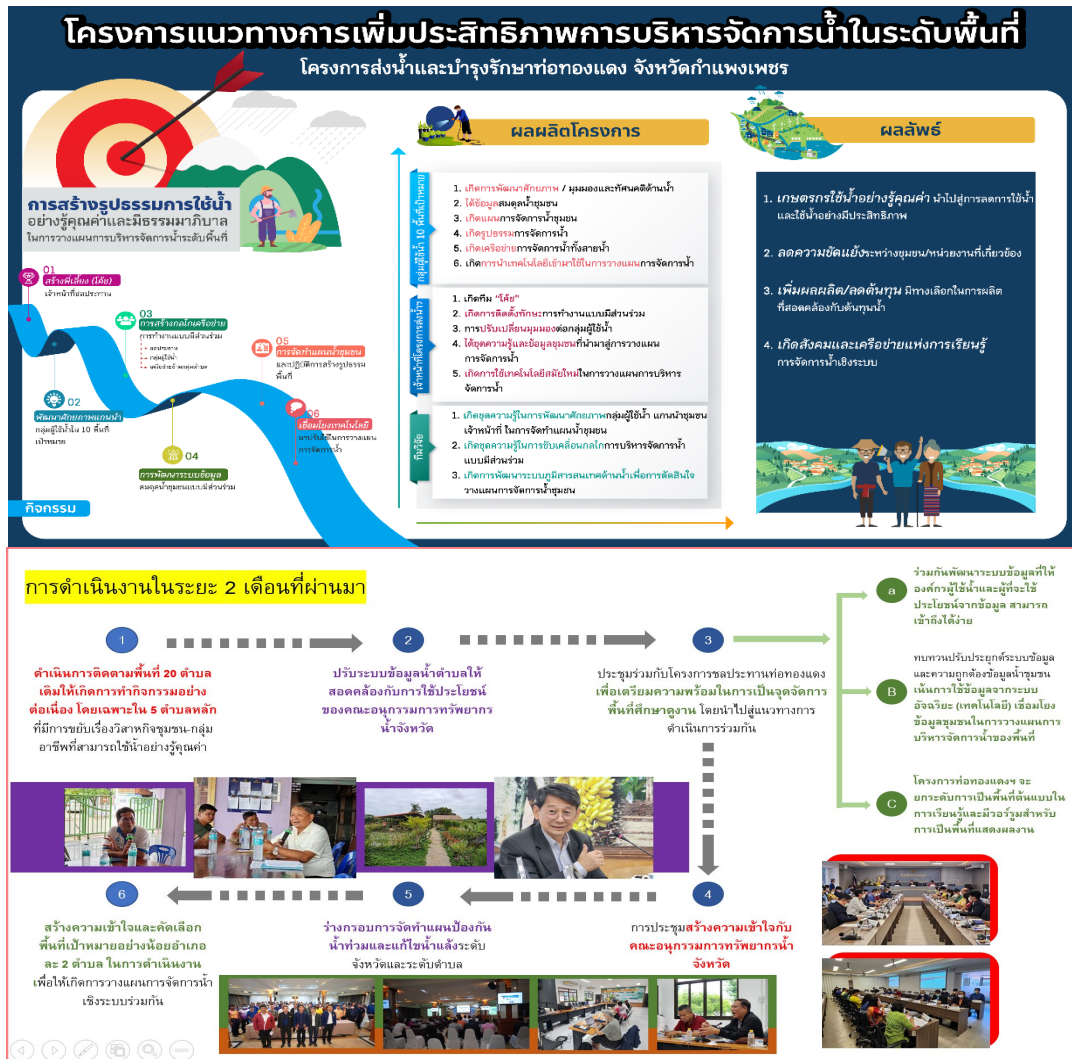 โครงการแนวทางการเพิ่มประสิทธิภาพการบริหารจัดการน้ำในระดับพื้นที่
โครงการส่งน้ำและบำรุงรักษาท่อทองแดง จังหวัดกำแพงเพชร
การสร้างรูปธรรมการใช้น้ำ
อย่างรู้คุณค่าและมีธรรมมาภิบาล
ในการวางแผนการบริหารจัดการน้ำระดับพื้นที่
01
สร้างพี่เลี้ยง (โค้ช)
เจ้าหน้าที่ชลประทาน
02
พัฒนาศักยภาพแกนนำ
กลุ่มผู้ใช้น้ำใน 10 พื้นที่
เป้าหมาย
03
การสร้างกลไกเครือข่าย
การทำงานแบบมีส่วนร่วม
กลุ่มผู้ใช้น้ำ
04
การพัฒนาระบบข้อมูล
สมดุลน้ำชุมชนแบบมีส่วนร่วม
05
การจัดทำแผนน้ำชุมชน
และปฏิบัติการสร้างรูปธรรม
พื้นที่
06
เชื่อมโยงเทคโนโลยี
มาปรับใช้ในการวางแผน
การจัดการน้ำ
กิจกรรม
ผลผลิตโครงการ
กลุ่มผู้ใช้น้ำ 10 พื้นที่เป้าหมาย
1. เกิดการพัฒนาศักยภาพ / มุมมองและทัศนคติด้านน้ำ
2. ได้ข้อมูลสมดุลน้ำชุมชน
3. เกิดแผนการจัดการน้ำชุมชน
4. เกิดรูปธรรมการจัดการน้ำ
5. เกิดเครือข่ายการจัดการน้ำทั้งสายน้ำ
6. เกิดการนำเทคโนโลยีเข้ามาใช้ในการวางแผนการจัดการน้ำ
เจ้าหน้าที่โครงการส่งน้ำฯ
1. เกิดทีม “โค้ช”
2. เกิดการติดตั้งทักษะการทำงานแบบมีส่วนร่วม
3. การปรับเปลี่ยนมุมมองต่อกลุ่มผู้ใช้น้ำ
4. ได้ชุดความรู้และข้อมูลชุมชนที่นำมาสู่การวางแผน
การจัดการน้ำ
5. เกิดการใช้เทคโนโลยีสมัยใหม่ในการวางแผนการบริหาร
จัดการน้ำ
ทีมวิจัย
1. เกิดชุดความรู้ในการพัฒนาศักยภาพกลุ่มผู้ใช้น้ำ แกนนำชุมชน
เจ้าหน้าที่ ในการจัดทำแผนน้ำชุมชน
2. เกิดชุดความรู้ในการขับเคลื่อนกลไกการบริหารจัดการน้ำ
แบบมีส่วนร่วม
3. เกิดการพัฒนาระบบภูมิสารสนเทศด้านน้ำเพื่อการตัดสินใจ
วางแผนการจัดการน้ำชุมชน
ผลลัพธ์
1. เกษตรกรใช้น้ำอย่างรู้คุณค่า นำไปสู่การลดการใช้น้ำ
และใช้น้ำอย่างมีประสิทธิภาพ
2. ลดความขัดแย้งระหว่างชุมชน/หน่วยงานที่เกี่ยวข้อง
3. เพิ่มผลผลิต/ลดต้นทุน มีทางเลือกในการผลิต
ที่สอดคล้องกับต้นทุนน้ำ
4. เกิดสังคมและเครือข่ายแห่งการเรียนรู้
การจัดการน้ำเชิงระบบ
การดำเนินงานในระยะ 2 เดือนที่ผ่านมา
1
ดำเนินการติดตามพื้นที่ 20 ตำบล
เดิมให้เกิดการทำกิจกรรมอย่าง
ต่อเนื่อง โดยเฉพาะใน 5 ตำบลหลัก
ที่มีการขยับเรื่องวิสาหกิจชุมชน-กลุ่ม
อาชีพที่สามารถใช้น้ำอย่างรู้คุณค่า
2
ปรับระบบข้อมูลน้ำตำบลให้
สอดคล้องกับการใช้ประโยชน์
ของคณะอนุกรรมการทรัพยากร
น้ำจังหวัด
3
ประชุมร่วมกับโครงการชลประทานท่อทองแดง
เพื่อเตรียมความพร้อมในการเป็นจุดจัดการ
พื้นที่ศึกษาดูงาน โดยนำไปสู่แนวทางการ
ดำเนินการร่วมกัน
a
ร่วมกันพัฒนาระบบข้อมูลที่ให้
องค์กรผู้ใช้น้ำและผู้ที่จะใช้
ประโยชน์จากข้อมูล สามารถ
เข้าถึงได้ง่าย
B
ทบทวนปรับประยุกต์ระบบข้อมูล
และความถูกต้องข้อมูลน้ำชุมชน
เน้นการใช้ข้อมูลจากระบบ
อัจฉริยะ (เทคโนโลยี) เชื่อมโยง
ข้อมูลชุมชนในการวางแผนการ
บริหารจัดการน้ำของพื้นที่
C
โครงการท่อทองแดงฯ จะ
ยกระดับการเป็นพื้นที่ต้นแบบใน
การเรียนรู้และมีวอร์รูมสำหรับ
การเป็นพื้นที่แสดงผลงาน
4
การประชุมสร้างความเข้าใจกับ
คณะอนุกรรมการทรัพยากรน้ำ
จังหวัด
5
ร่างกรอบการจัดทำแผนป้องกัน
น้ำท่วมและแก้ไขน้ำแล้งระดับ
จังหวัดและระดับตำบล
6
สร้างความเข้าใจและคัดเลือก
พื้นที่เป้าหมายอย่างน้อยอำเภอ
ละ 2 ตำบล ในการดำเนินงาน
เพื่อให้เกิดการวางแผนการจัดการน้ำ
เชิงระบบร่วมกัน